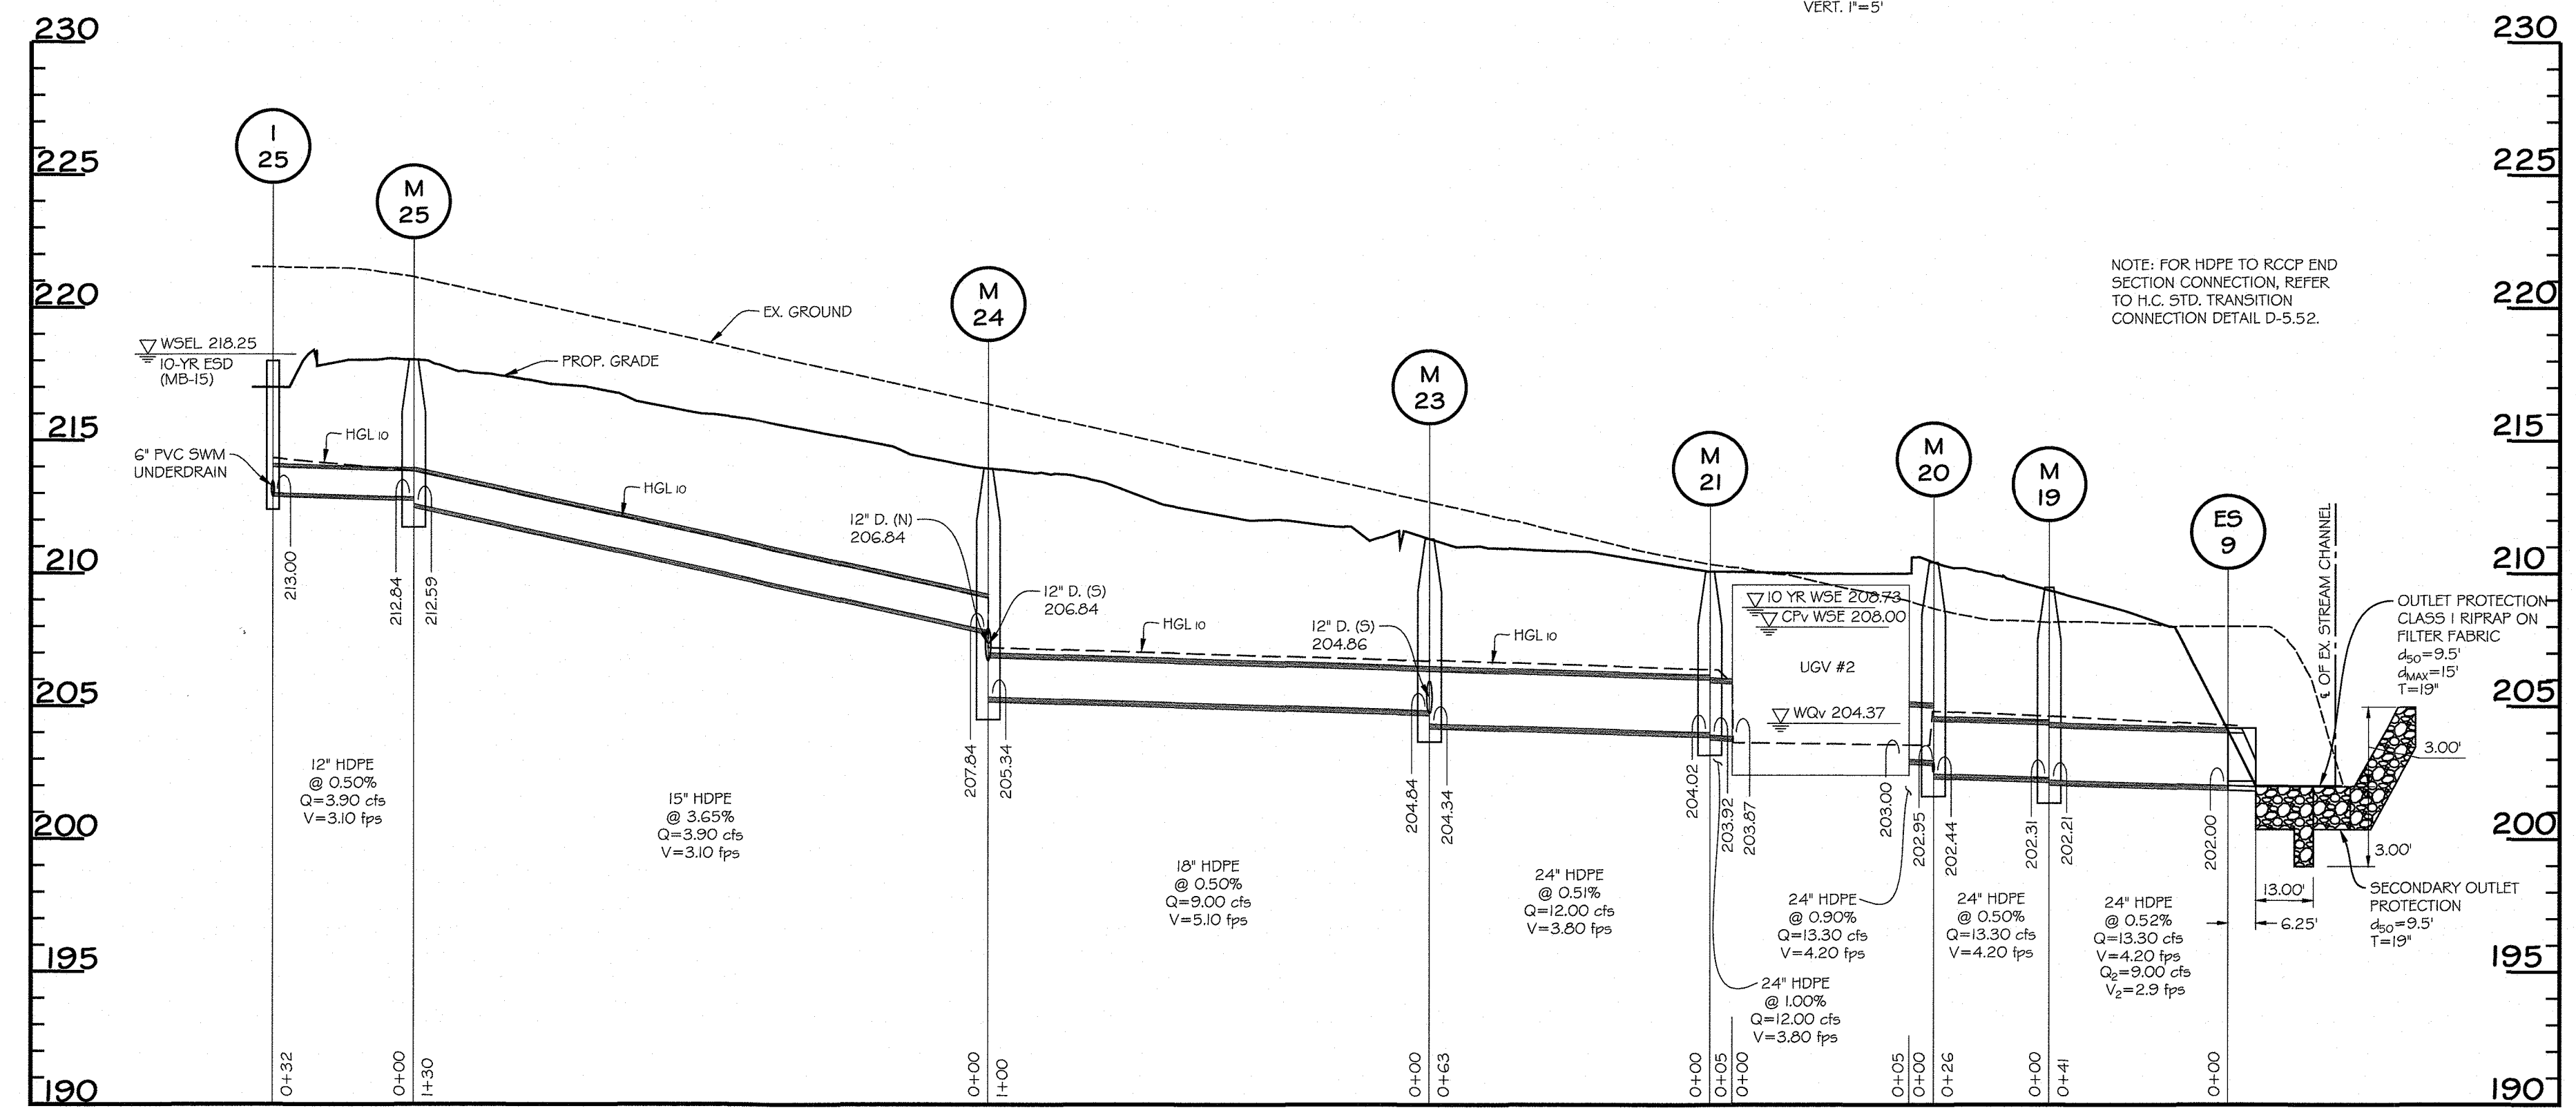 VERT. 1"=5'
230
230
225
225
220
220
215
215
210
210
205
205
200
200
195
195
190
190
I
25
M
25
M
24
M
23
M
21
M
20
M
19
ES
9
EX. GROUND
PROP. GRADE
WSEL 218.25
10-YR ESD
(MB-15)
NOTE: FOR HDPE TO RCCP END
SECTION CONNECTION, REFER
TO H.C. STD. TRANSITION
CONNECTION DETAIL D-5.52.
HGL 10
6" PVC SWM
UNDERDRAIN
HGL 10
12" D. (N)
206.84
12" D. (S)
206.84
HGL 10
12" D. (S)
204.86
HGL 10
10 YR WSE 208.73
CPv WSE 208.00
UGV #2
WQv 204.37
℄ OF EX. STREAM CHANNEL
OUTLET PROTECTION
CLASS I RIPRAP ON
FILTER FABRIC
d50=9.5'
dMAX=15'
T=19"
3.00'
3.00'
13.00'
6.25'
SECONDARY OUTLET
PROTECTION
d50=9.5'
T=19"
213.00
212.84
212.59
207.84
205.34
204.84
204.34
204.02
203.92
203.87
203.00
202.95
202.44
202.31
202.21
202.00
12" HDPE
@ 0.50%
Q=3.90 cfs
V=3.10 fps
15" HDPE
@ 3.65%
Q=3.90 cfs
V=3.10 fps
18" HDPE
@ 0.50%
Q=9.00 cfs
V=5.10 fps
24" HDPE
@ 0.51%
Q=12.00 cfs
V=3.80 fps
24" HDPE
@ 1.00%
Q=12.00 cfs
V=3.80 fps
24" HDPE
@ 0.90%
Q=13.30 cfs
V=4.20 fps
24" HDPE
@ 0.50%
Q=13.30 cfs
V=4.20 fps
24" HDPE
@ 0.52%
Q=13.30 cfs
V=4.20 fps
Q2=9.00 cfs
V2=2.9 fps
0+32
0+00
1+30
0+00
1+00
0+00
0+63
0+00
0+05
0+00
0+05
0+00
0+26
0+00
0+41
0+00